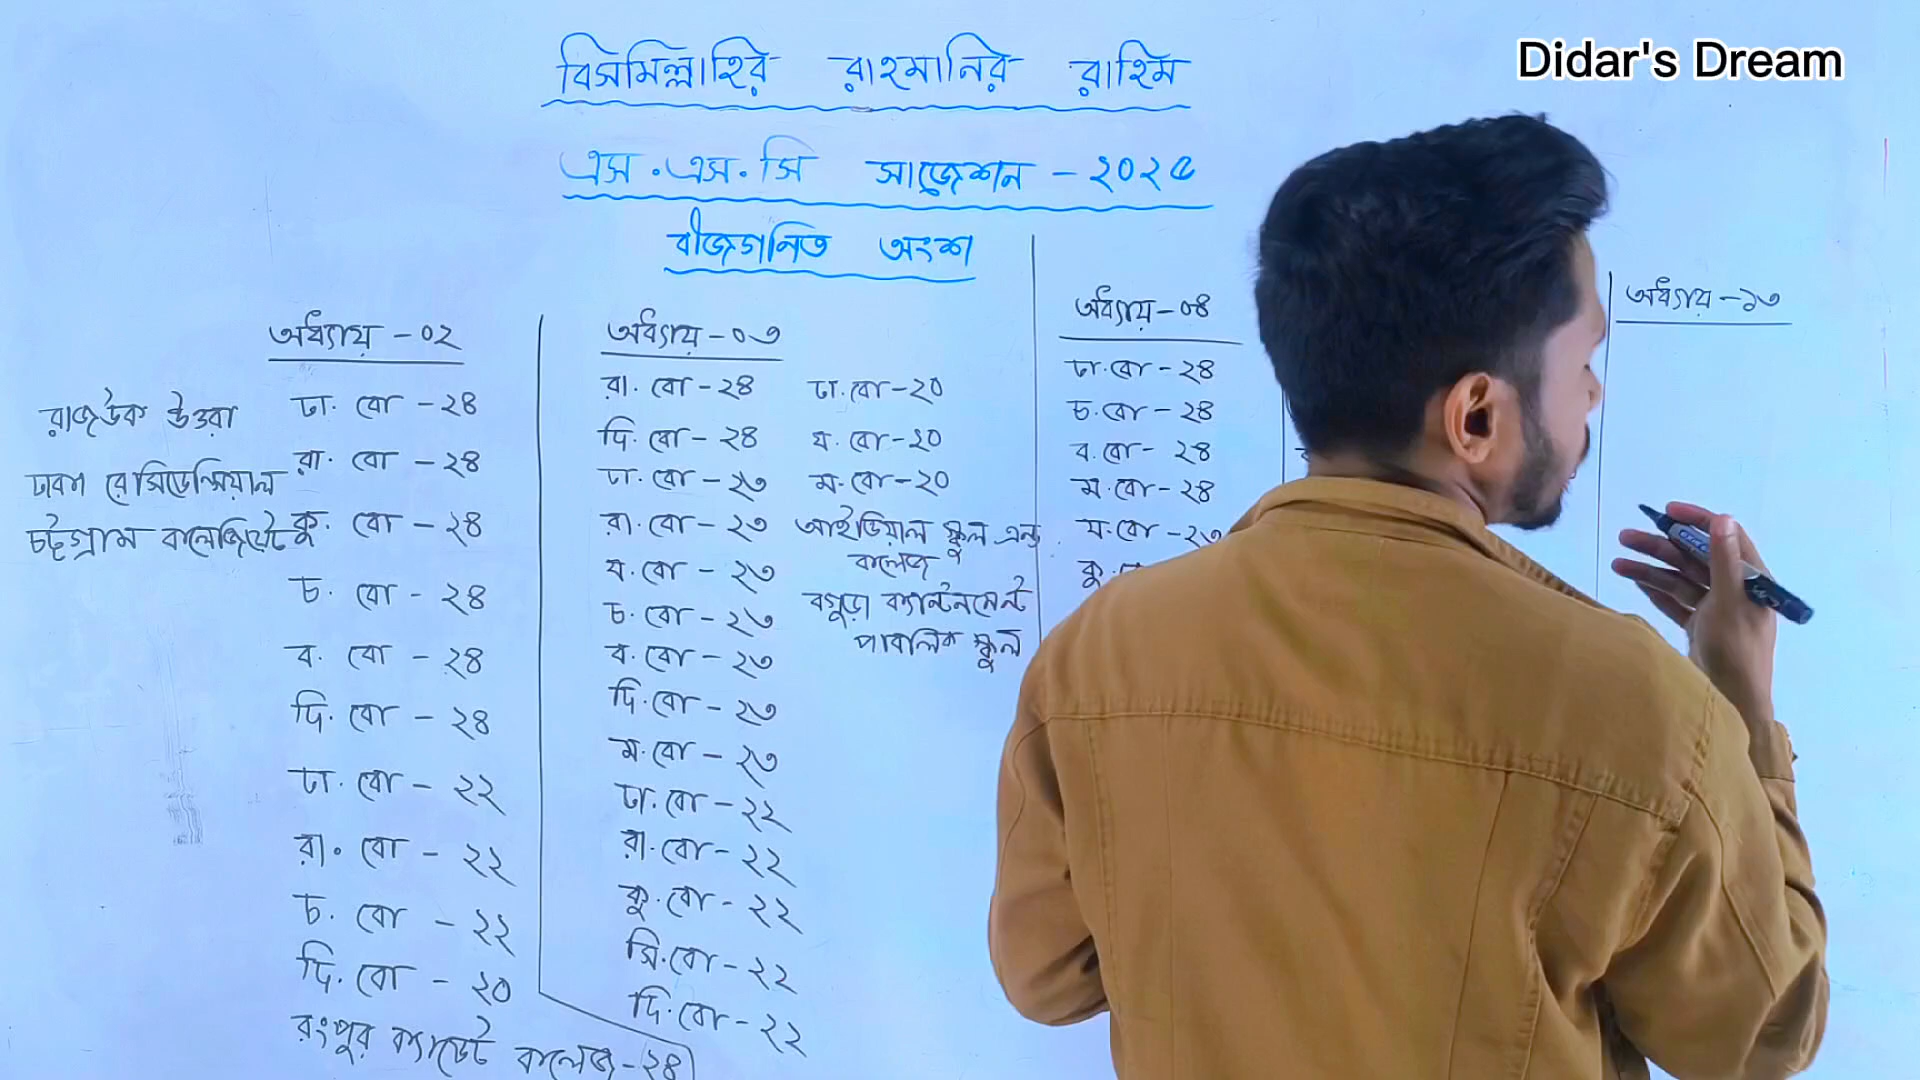 Didar's Dream
বিসমিল্লাহির রাহমানির রাহিম
এস.এস.সি সাজেশন - ২০২৫
বীজগনিত অংশ
অধ্যায় - ০২
রাজউক উত্তরা
ঢাকা রেসিডেন্সিয়াল
চট্টগ্রাম কলেজিয়েট
ঢা. বো - ২৪
রা. বো - ২৪
কু. বো - ২৪
চ. বো - ২৪
ব. বো - ২৪
দি. বো - ২৪
ঢা. বো - ২২
রা. বো - ২২
চ. বো - ২২
দি. বো - ২০
রংপুর ক্যাডেট কলেজ - ২৪
অধ্যায় - ০৩
রা. বো - ২৪
দি. বো - ২৪
ঢা. বো - ২৩
রা. বো - ২৩
য. বো - ২৩
চ. বো - ২৩
ব. বো - ২৩
দি. বো - ২৩
ম. বো - ২৩
ঢা. বো - ২২
রা. বো - ২২
কু. বো - ২২
সি. বো - ২২
দি. বো - ২২
ঢা. বো - ২০
য. বো - ২০
ম. বো - ২০
আইডিয়াল স্কুল এন্ড
কলেজ
বগুড়া ক্যান্টনমেন্ট
পাবলিক স্কুল
অধ্যায় - ০৪
ঢা. বো - ২৪
চ. বো - ২৪
ব. বো - ২৪
ম. বো - ২৪
য. বো - ২৩
কু.
অধ্যায় - ১৩